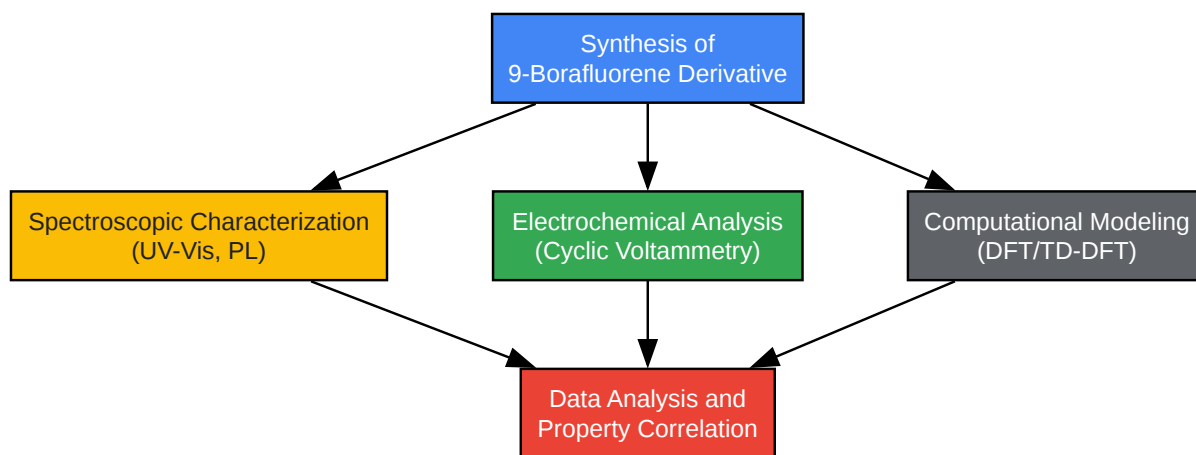 Synthesis of
9-Borafluorene Derivative
Spectroscopic Characterization
(UV-Vis, PL)
Electrochemical Analysis
(Cyclic Voltammetry)
Computational Modeling
(DFT/TD-DFT)
Data Analysis and
Property Correlation